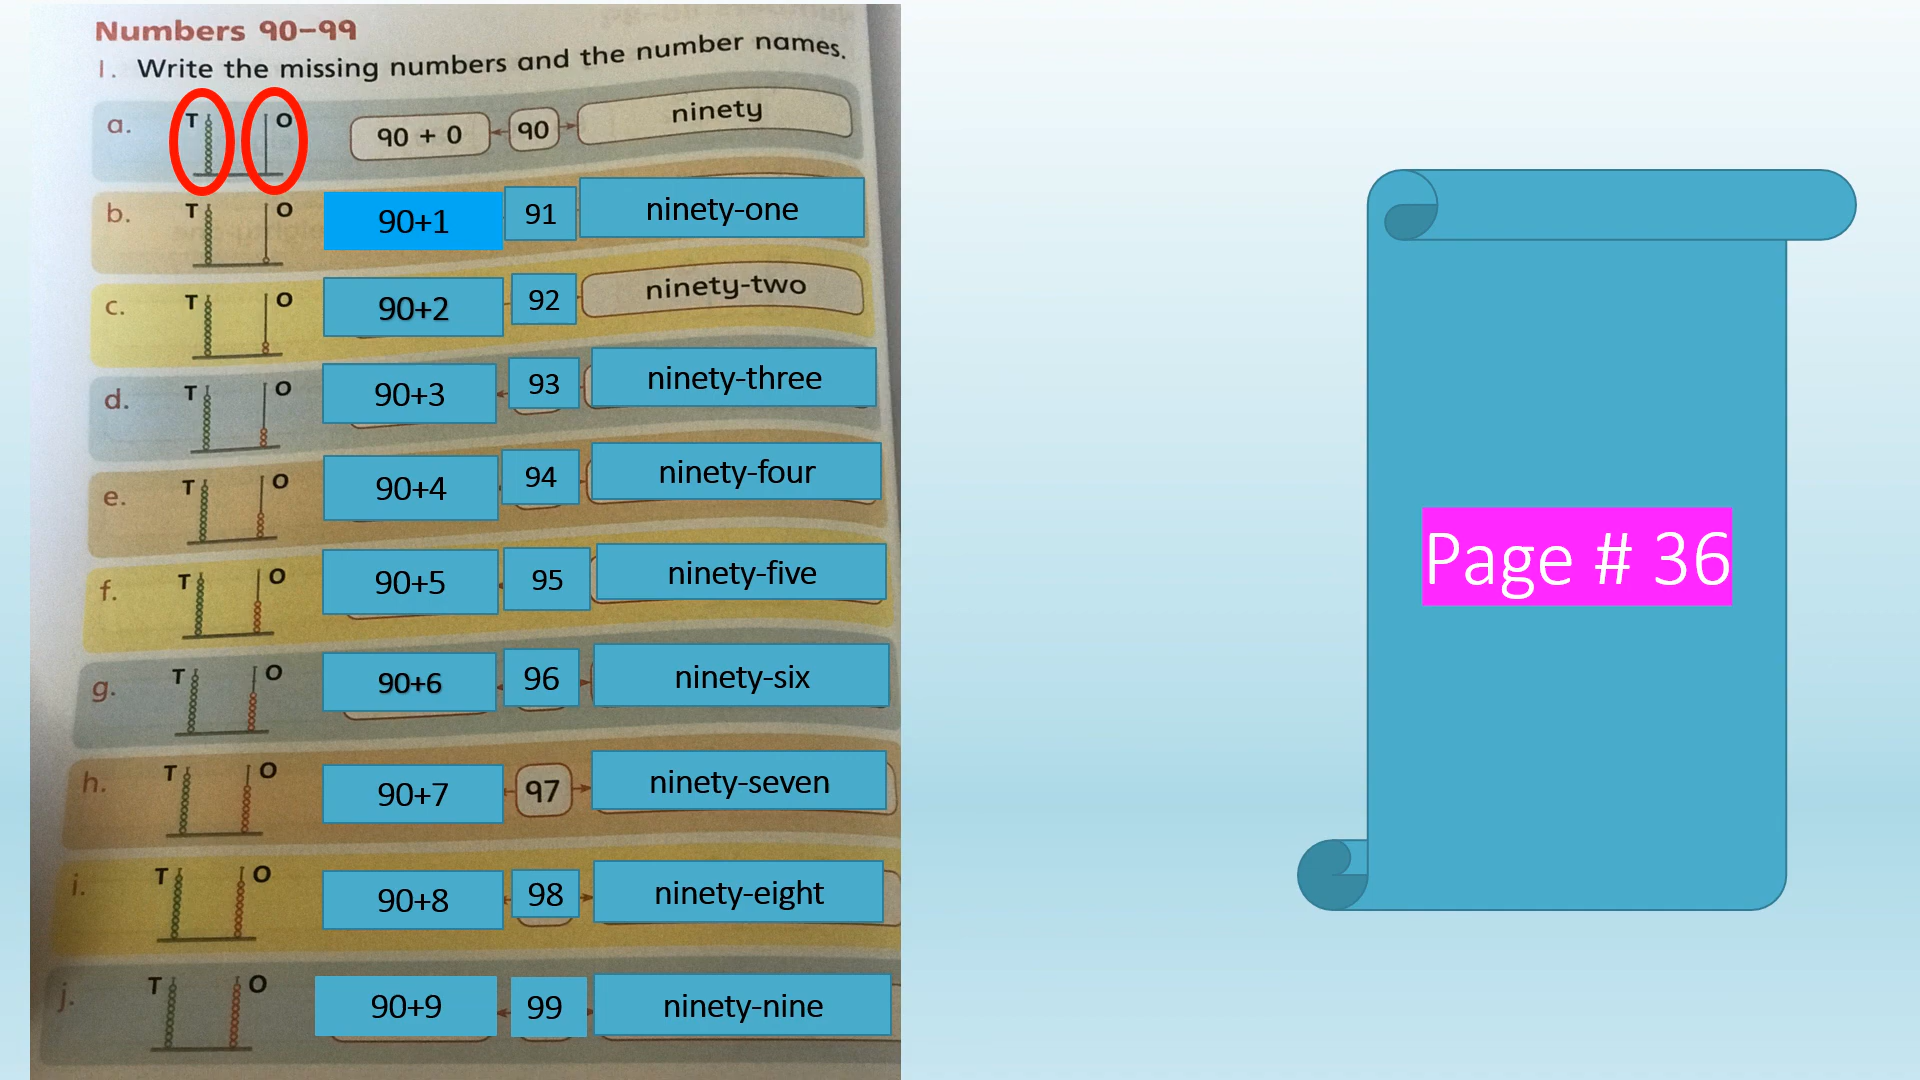 Numbers 90–99
1. Write the missing numbers and the number names.
a. T O 90 + 0 90 ninety
b. T O 90+1 91 ninety-one
c. T O 90+2 92 ninety-two
d. T O 90+3 93 ninety-three
e. T O 90+4 94 ninety-four
f. T O 90+5 95 ninety-five
g. T O 90+6 96 ninety-six
h. T O 90+7 97 ninety-seven
i. T O 90+8 98 ninety-eight
j. T O 90+9 99 ninety-nine
Page # 36